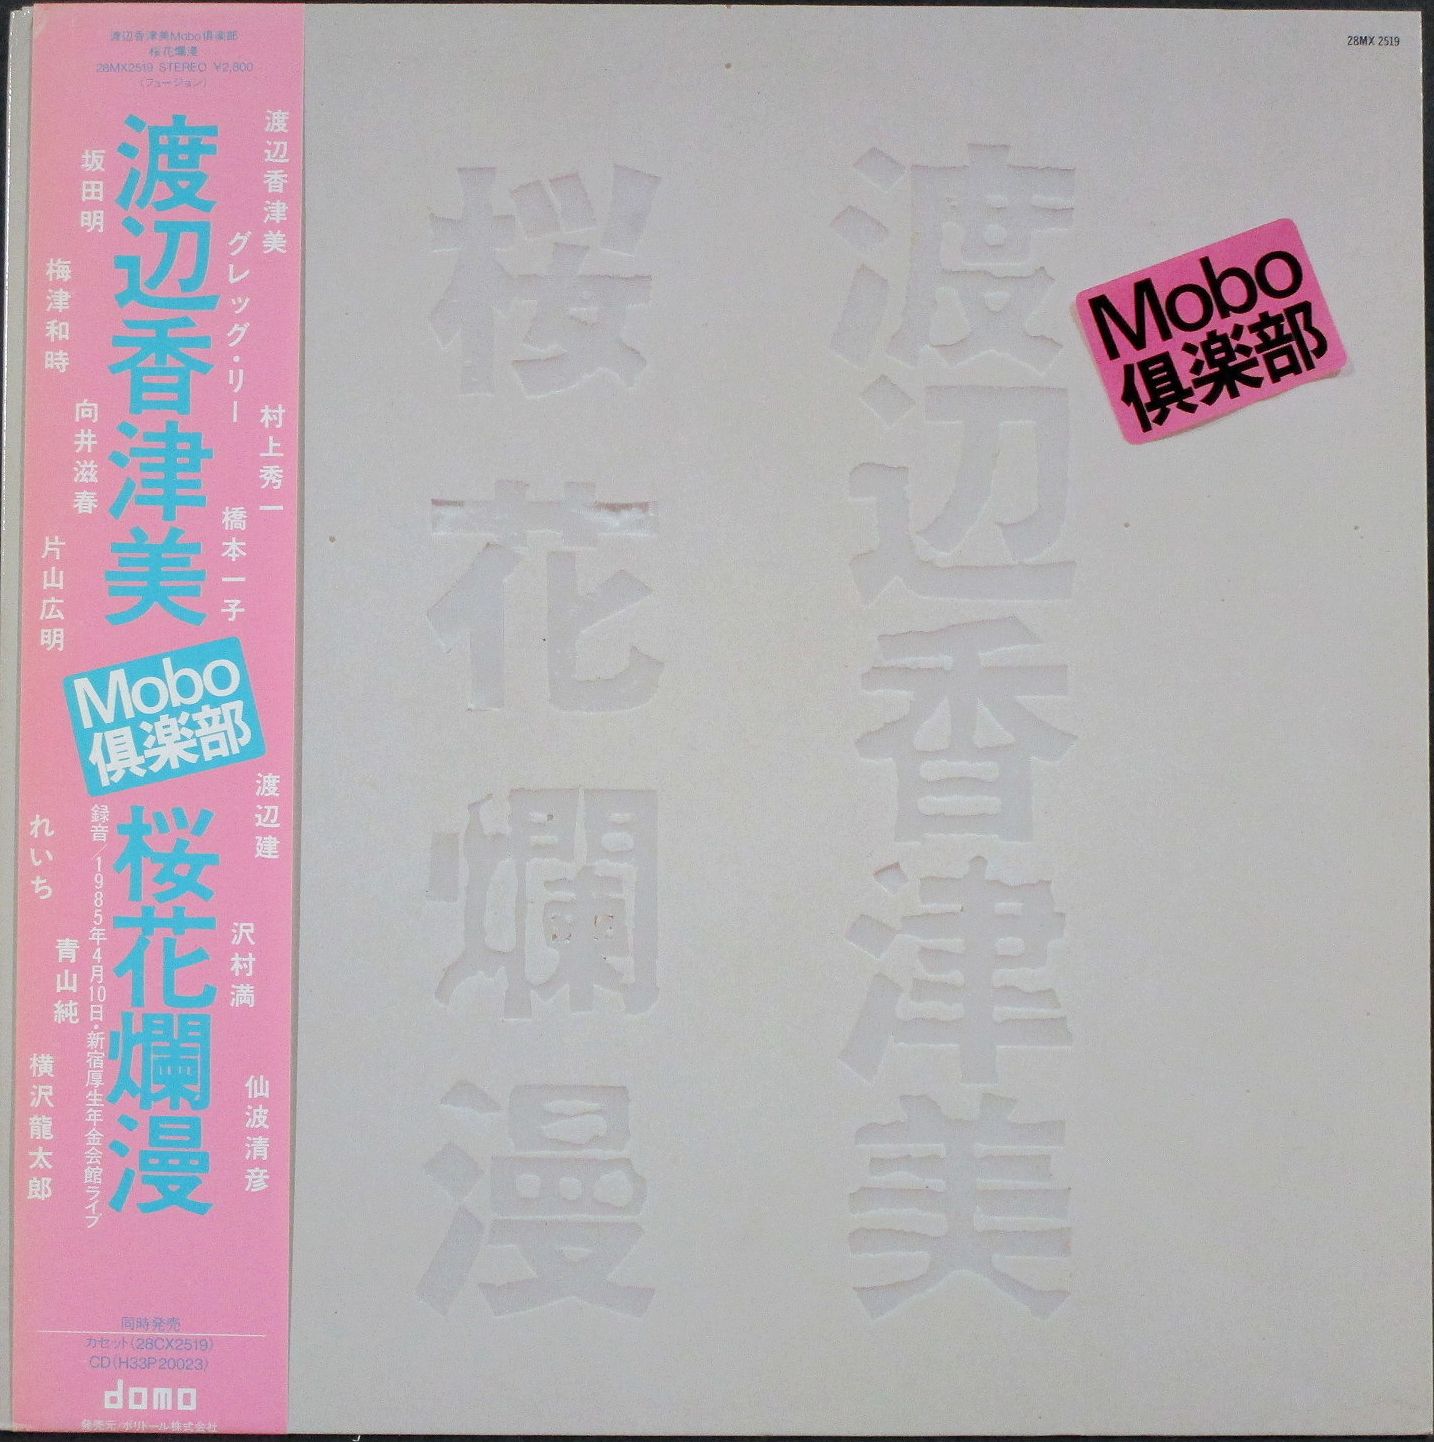 渡辺香津美Mobo倶楽部
桜花爛漫
28MX2519 STEREO ¥2,800
(フュージョン)
渡辺香津美
グレッグ・リー
村上秀一
橋本一子
渡辺建
沢村満
仙波清彦
渡辺香津美
Mobo
倶楽部
桜花爛漫
録音/1985年4月10日・新宿厚生年金会館ライブ
坂田明
梅津和時
向井滋春
片山広明
れいち
青山純
横沢龍太郎
同時発売
カセット(28CX2519)
CD(H33P20023)
domo
発売元・ポリドール株式会社
28MX 2519
Mobo
倶楽部
渡辺香津美
桜花爛漫